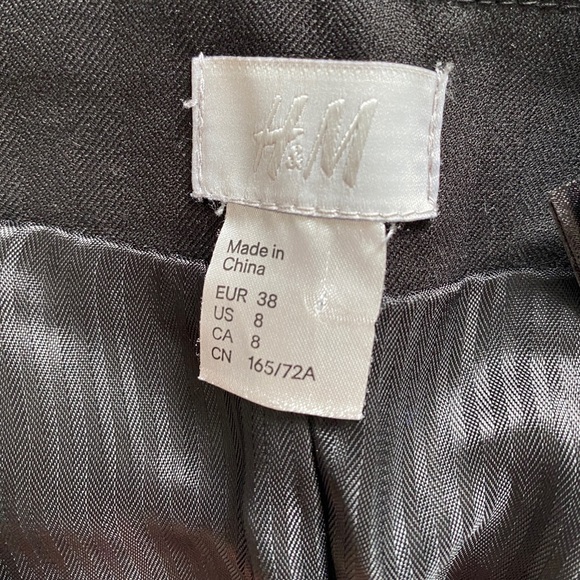 H&M
Made in
China
EUR 38
US 8
CA 8
CN 165/72A